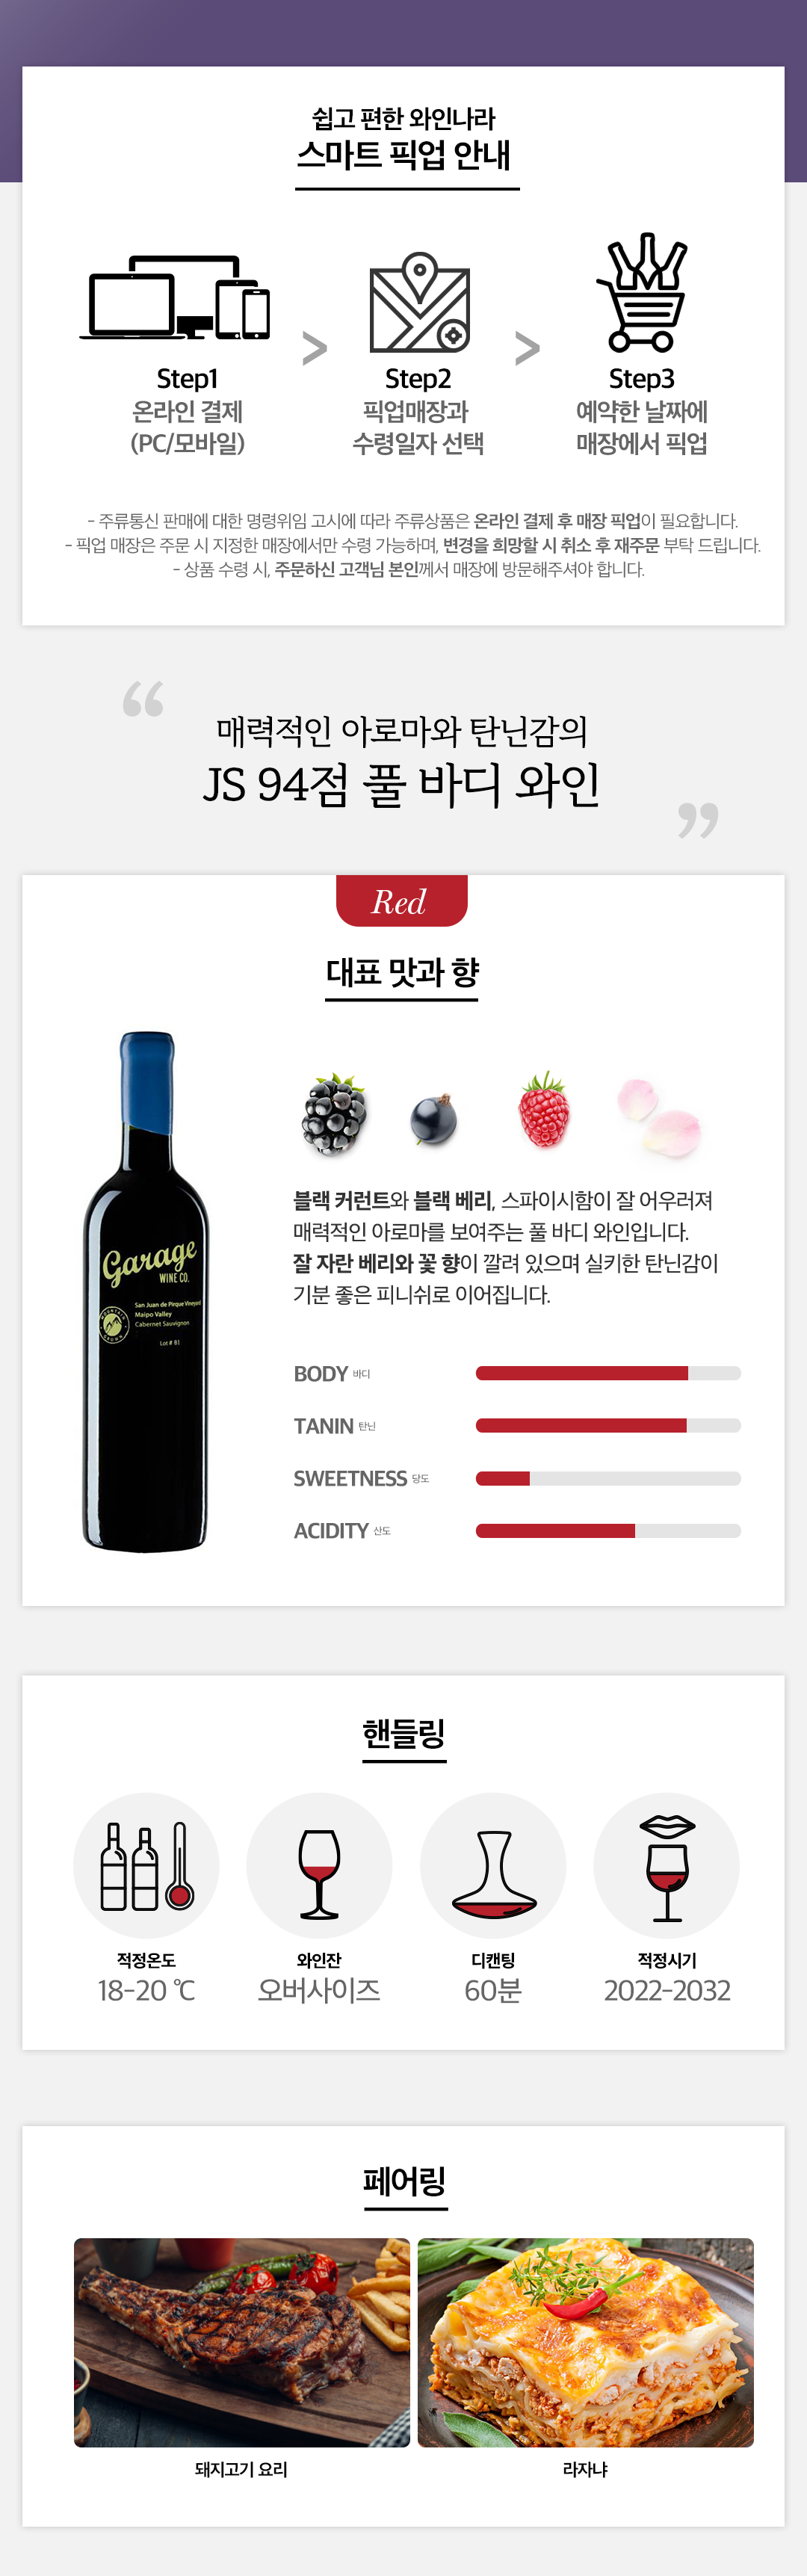 쉽고 편한 와인나라
스마트 픽업 안내
Step1
온라인 결제
(PC/모바일)
>
Step2
픽업매장과
수령일자 선택
>
Step3
예약한 날짜에
매장에서 픽업
- 주류통신 판매에 대한 명령위임 고시에 따라 주류상품은 온라인 결제 후 매장 픽업이 필요합니다.
- 픽업 매장은 주문 시 지정한 매장에서만 수령 가능하며, 변경을 희망할 시 취소 후 재주문 부탁 드립니다.
- 상품 수령 시, 주문하신 고객님 본인께서 매장에 방문해주셔야 합니다.
“
매력적인 아로마와 탄닌감의
JS 94점 풀 바디 와인
”
Red
대표 맛과 향
Garage
WINE CO.
San Juan de Pirque Vineyard
Maipo Valley
Cabernet Sauvignon
Lot # 81
블랙 커런트와 블랙 베리, 스파이시함이 잘 어우러져
매력적인 아로마를 보여주는 풀 바디 와인입니다.
잘 자란 베리와 꽃 향이 깔려 있으며 실키한 탄닌감이
기분 좋은 피니쉬로 이어집니다.
BODY 바디
TANIN 탄닌
SWEETNESS 당도
ACIDITY 산도
핸들링
적정온도
18-20 ℃
와인잔
오버사이즈
디캔팅
60분
적정시기
2022-2032
페어링
돼지고기 요리
라자냐